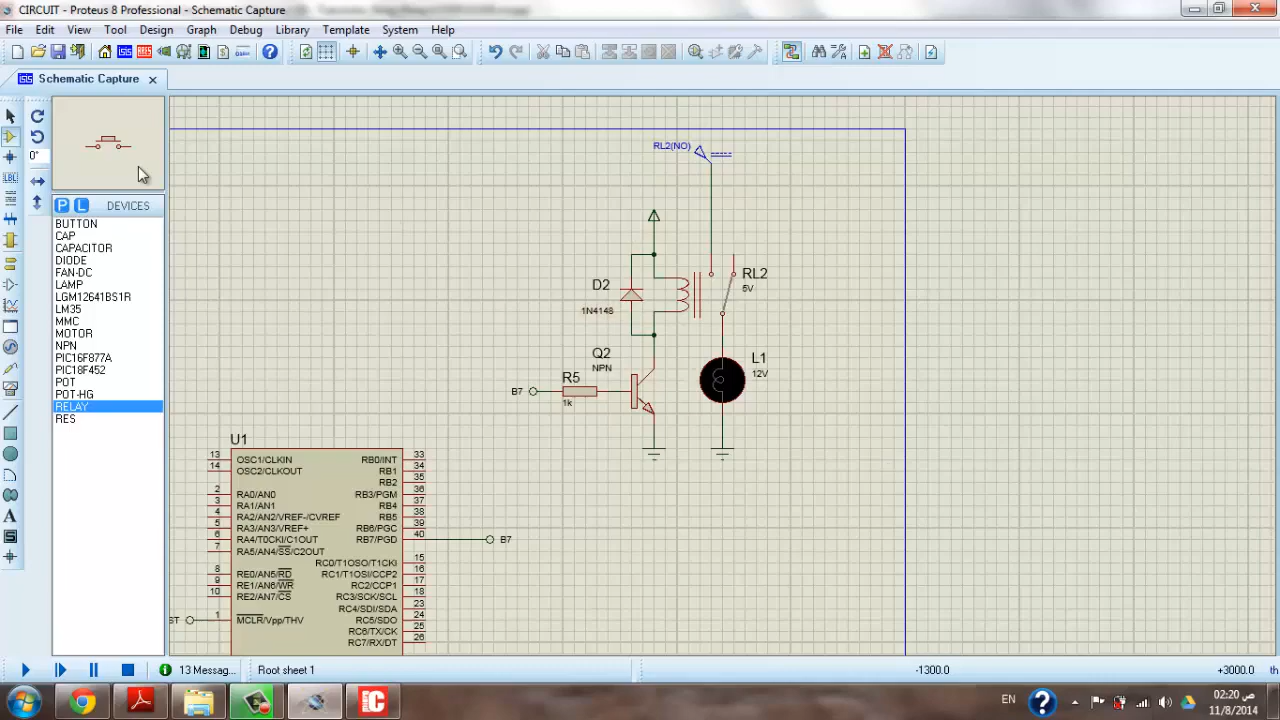 CIRCUIT - Proteus 8 Professional - Schematic Capture
File Edit View Tool Design Graph Debug Library Template System Help
Schematic Capture
0°
P L DEVICES
BUTTON
CAP
CAPACITOR
DIODE
FAN-DC
LAMP
LGM12641BS1R
LM35
MMC
MOTOR
NPN
PIC16F877A
PIC18F452
POT
POT-HG
RELAY
RES
RL2(NO)
D2
1N4148
RL2
5V
Q2
NPN
L1
12V
B7
R5
1k
U1
13 OSC1/CLKIN RB0/INT 33
14 OSC2/CLKOUT RB1 34
RB2 35
2 RA0/AN0 RB3/PGM 36
3 RA1/AN1 RB4 37
4 RA2/AN2/VREF-/CVREF RB5 38
5 RA3/AN3/VREF+ RB6/PGC 39
6 RA4/T0CKI/C1OUT RB7/PGD 40 B7
7 RA5/AN4/SS/C2OUT
RC0/T1OSO/T1CKI 15
8 RE0/AN5/RD RC1/T1OSI/CCP2 16
9 RE1/AN6/WR RC2/CCP1 17
10 RE2/AN7/CS RC3/SCK/SCL 18
RC4/SDI/SDA 23
ST 1 MCLR/Vpp/THV RC5/SDO 24
RC6/TX/CK 25
RC7/RX/DT 26
13 Messag... Root sheet 1 -1300.0 +3000.0 th
EN
02:20 ص
11/8/2014